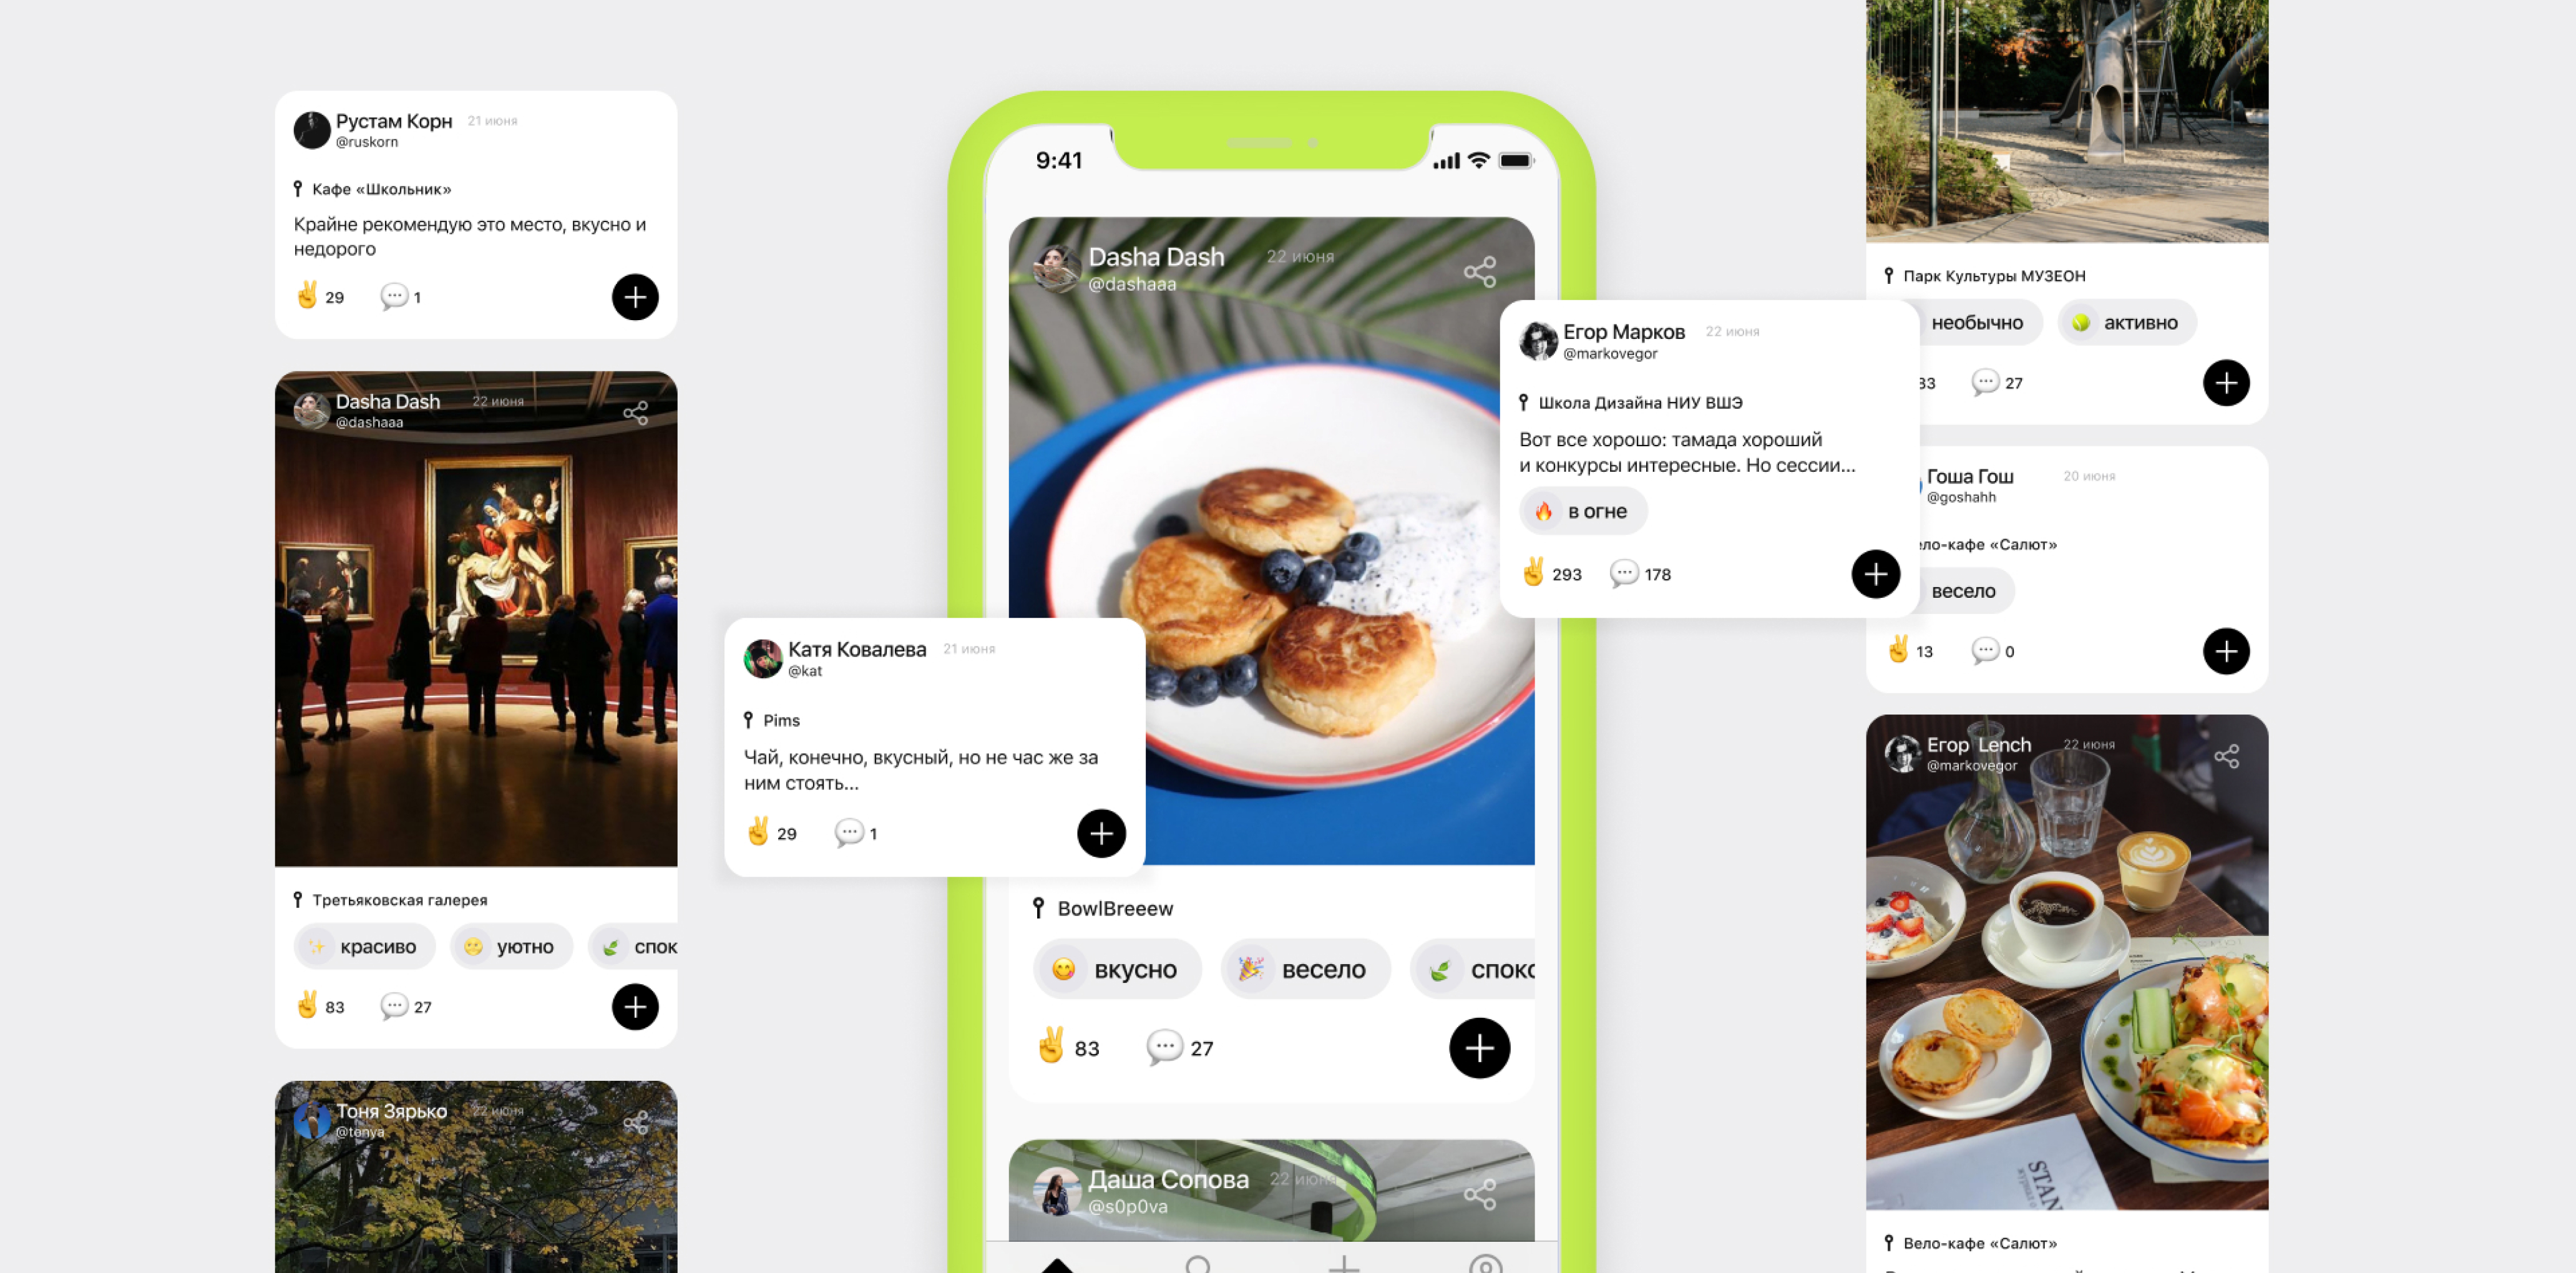 Рустам Корн 21 июня
@ruskorn
Кафе «Школьник»
Крайне рекомендую это место, вкусно и
недорого
29 1
Dasha Dash 22 июня
@dashaaa
Третьяковская галерея
красиво уютно спок
83 27
Тоня Зярько 22 июня
@tonya
Катя Ковалева 21 июня
@kat
Pims
Чай, конечно, вкусный, но не час же за
ним стоять...
29 1
9:41
Dasha Dash 22 июня
@dashaaa
BowlBreeew
вкусно весело споко
83 27
Даша Сопова 22 июня
@s0p0va
Егор Марков 22 июня
@markovegor
Школа Дизайна НИУ ВШЭ
Вот все хорошо: тамада хороший
и конкурсы интересные. Но сессии...
в огне
293 178
Парк Культуры МУЗЕОН
необычно активно
83 27
Гоша Гош 20 июня
@goshahh
ело-кафе «Салют»
весело
13 0
Егор Lench 22 июня
@markovegor
STAN
Вело-кафе «Салют»